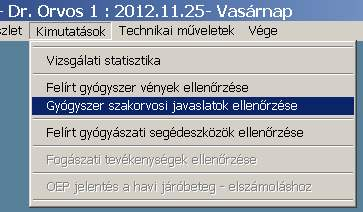 - Dr. Orvos 1 : 2012.11.25- Vasárnap
szlet Kimutatások Technikai műveletek Vége
Vizsgálati statisztika
Felírt gyógyszer vények ellenőrzése
Gyógyszer szakorvosi javaslatok ellenőrzése
Felírt gyógyászati segédeszközök ellenőrzése
Fogászati tevékenységek ellenőrzése
OEP jelentés a havi járóbeteg - elszámoláshoz